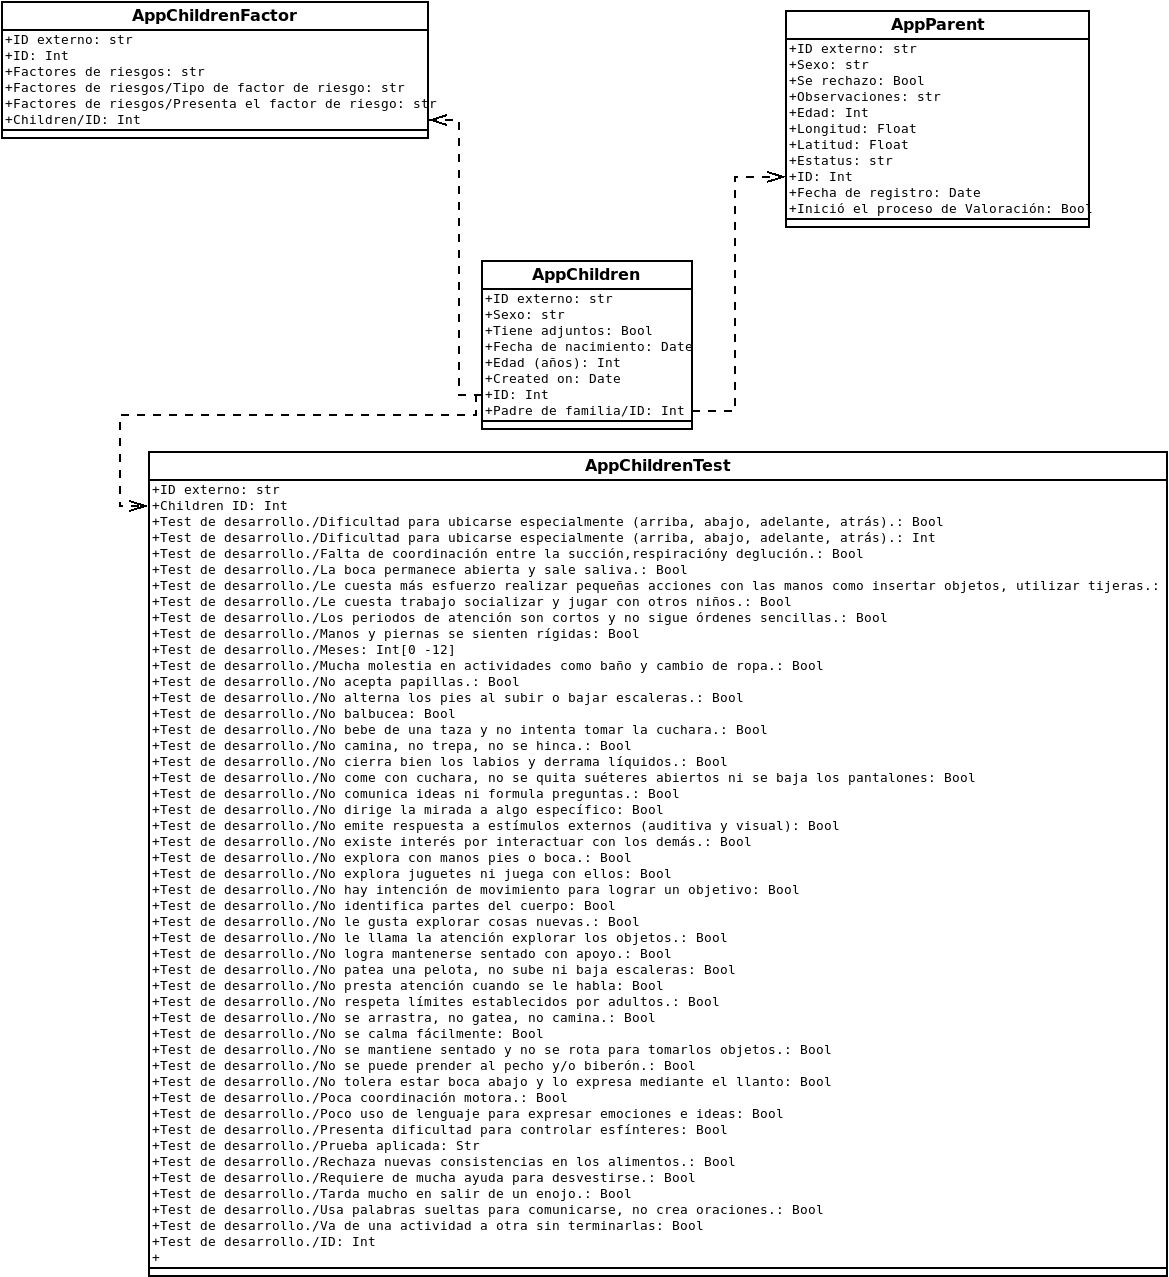 AppChildrenFactor
+ID externo: str
+ID: Int
+Factores de riesgos: str
+Factores de riesgos/Tipo de factor de riesgo: str
+Factores de riesgos/Presenta el factor de riesgo: str
+Children/ID: Int
AppParent
+ID externo: str
+Sexo: str
+Se rechazo: Bool
+Observaciones: str
+Edad: Int
+Longitud: Float
+Latitud: Float
+Estatus: str
+ID: Int
+Fecha de registro: Date
+Inició el proceso de Valoración: Bool
AppChildren
+ID externo: str
+Sexo: str
+Tiene adjuntos: Bool
+Fecha de nacimiento: Date
+Edad (años): Int
+Created on: Date
+ID: Int
+Padre de familia/ID: Int
AppChildrenTest
+ID externo: str
+Children ID: Int
+Test de desarrollo./Dificultad para ubicarse especialmente (arriba, abajo, adelante, atrás).: Bool
+Test de desarrollo./Dificultad para ubicarse especialmente (arriba, abajo, adelante, atrás).: Int
+Test de desarrollo./Falta de coordinación entre la succión,respiracióny deglución.: Bool
+Test de desarrollo./La boca permanece abierta y sale saliva.: Bool
+Test de desarrollo./Le cuesta más esfuerzo realizar pequeñas acciones con las manos como insertar objetos, utilizar tijeras.:
+Test de desarrollo./Le cuesta trabajo socializar y jugar con otros niños.: Bool
+Test de desarrollo./Los periodos de atención son cortos y no sigue órdenes sencillas.: Bool
+Test de desarrollo./Manos y piernas se sienten rígidas: Bool
+Test de desarrollo./Meses: Int[0 -12]
+Test de desarrollo./Mucha molestia en actividades como baño y cambio de ropa.: Bool
+Test de desarrollo./No acepta papillas.: Bool
+Test de desarrollo./No alterna los pies al subir o bajar escaleras.: Bool
+Test de desarrollo./No balbucea: Bool
+Test de desarrollo./No bebe de una taza y no intenta tomar la cuchara.: Bool
+Test de desarrollo./No camina, no trepa, no se hinca.: Bool
+Test de desarrollo./No cierra bien los labios y derrama líquidos.: Bool
+Test de desarrollo./No come con cuchara, no se quita suéteres abiertos ni se baja los pantalones: Bool
+Test de desarrollo./No comunica ideas ni formula preguntas.: Bool
+Test de desarrollo./No dirige la mirada a algo específico: Bool
+Test de desarrollo./No emite respuesta a estímulos externos (auditiva y visual): Bool
+Test de desarrollo./No existe interés por interactuar con los demás.: Bool
+Test de desarrollo./No explora con manos pies o boca.: Bool
+Test de desarrollo./No explora juguetes ni juega con ellos: Bool
+Test de desarrollo./No hay intención de movimiento para lograr un objetivo: Bool
+Test de desarrollo./No identifica partes del cuerpo: Bool
+Test de desarrollo./No le gusta explorar cosas nuevas.: Bool
+Test de desarrollo./No le llama la atención explorar los objetos.: Bool
+Test de desarrollo./No logra mantenerse sentado con apoyo.: Bool
+Test de desarrollo./No patea una pelota, no sube ni baja escaleras: Bool
+Test de desarrollo./No presta atención cuando se le habla: Bool
+Test de desarrollo./No respeta límites establecidos por adultos.: Bool
+Test de desarrollo./No se arrastra, no gatea, no camina.: Bool
+Test de desarrollo./No se calma fácilmente: Bool
+Test de desarrollo./No se mantiene sentado y no se rota para tomarlos objetos.: Bool
+Test de desarrollo./No se puede prender al pecho y/o biberón.: Bool
+Test de desarrollo./No tolera estar boca abajo y lo expresa mediante el llanto: Bool
+Test de desarrollo./Poca coordinación motora.: Bool
+Test de desarrollo./Poco uso de lenguaje para expresar emociones e ideas: Bool
+Test de desarrollo./Presenta dificultad para controlar esfínteres: Bool
+Test de desarrollo./Prueba aplicada: Str
+Test de desarrollo./Rechaza nuevas consistencias en los alimentos.: Bool
+Test de desarrollo./Requiere de mucha ayuda para desvestirse.: Bool
+Test de desarrollo./Tarda mucho en salir de un enojo.: Bool
+Test de desarrollo./Usa palabras sueltas para comunicarse, no crea oraciones.: Bool
+Test de desarrollo./Va de una actividad a otra sin terminarlas: Bool
+Test de desarrollo./ID: Int
+